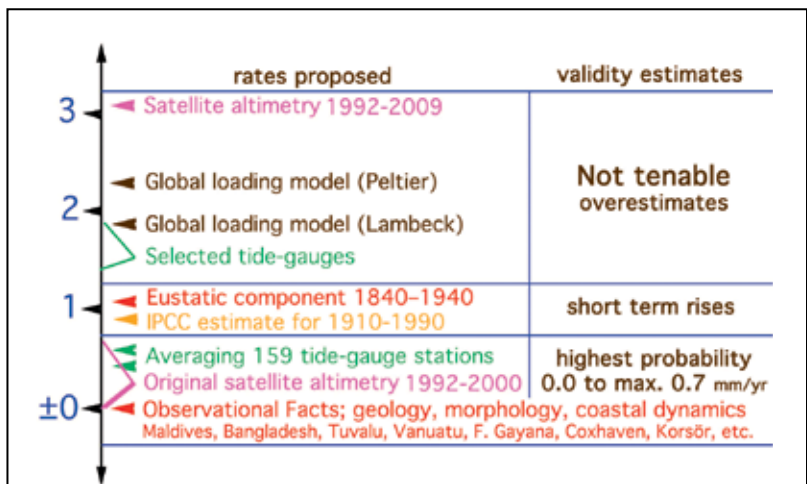 rates proposed validity estimates
3 Satellite altimetry 1992-2009
Global loading model (Peltier) Not tenable
2 overestimates
Global loading model (Lambeck)
Selected tide-gauges
1 Eustatic component 1840-1940 short term rises
IPCC estimate for 1910-1990
Averaging 159 tide-gauge stations highest probability
Original satellite altimetry 1992-2000 0.0 to max. 0.7 mm/yr
±0 Observational Facts; geology, morphology, coastal dynamics
Maldives, Bangladesh, Tuvalu, Vanuatu, F. Gayana, Coxhaven, Korsör, etc.